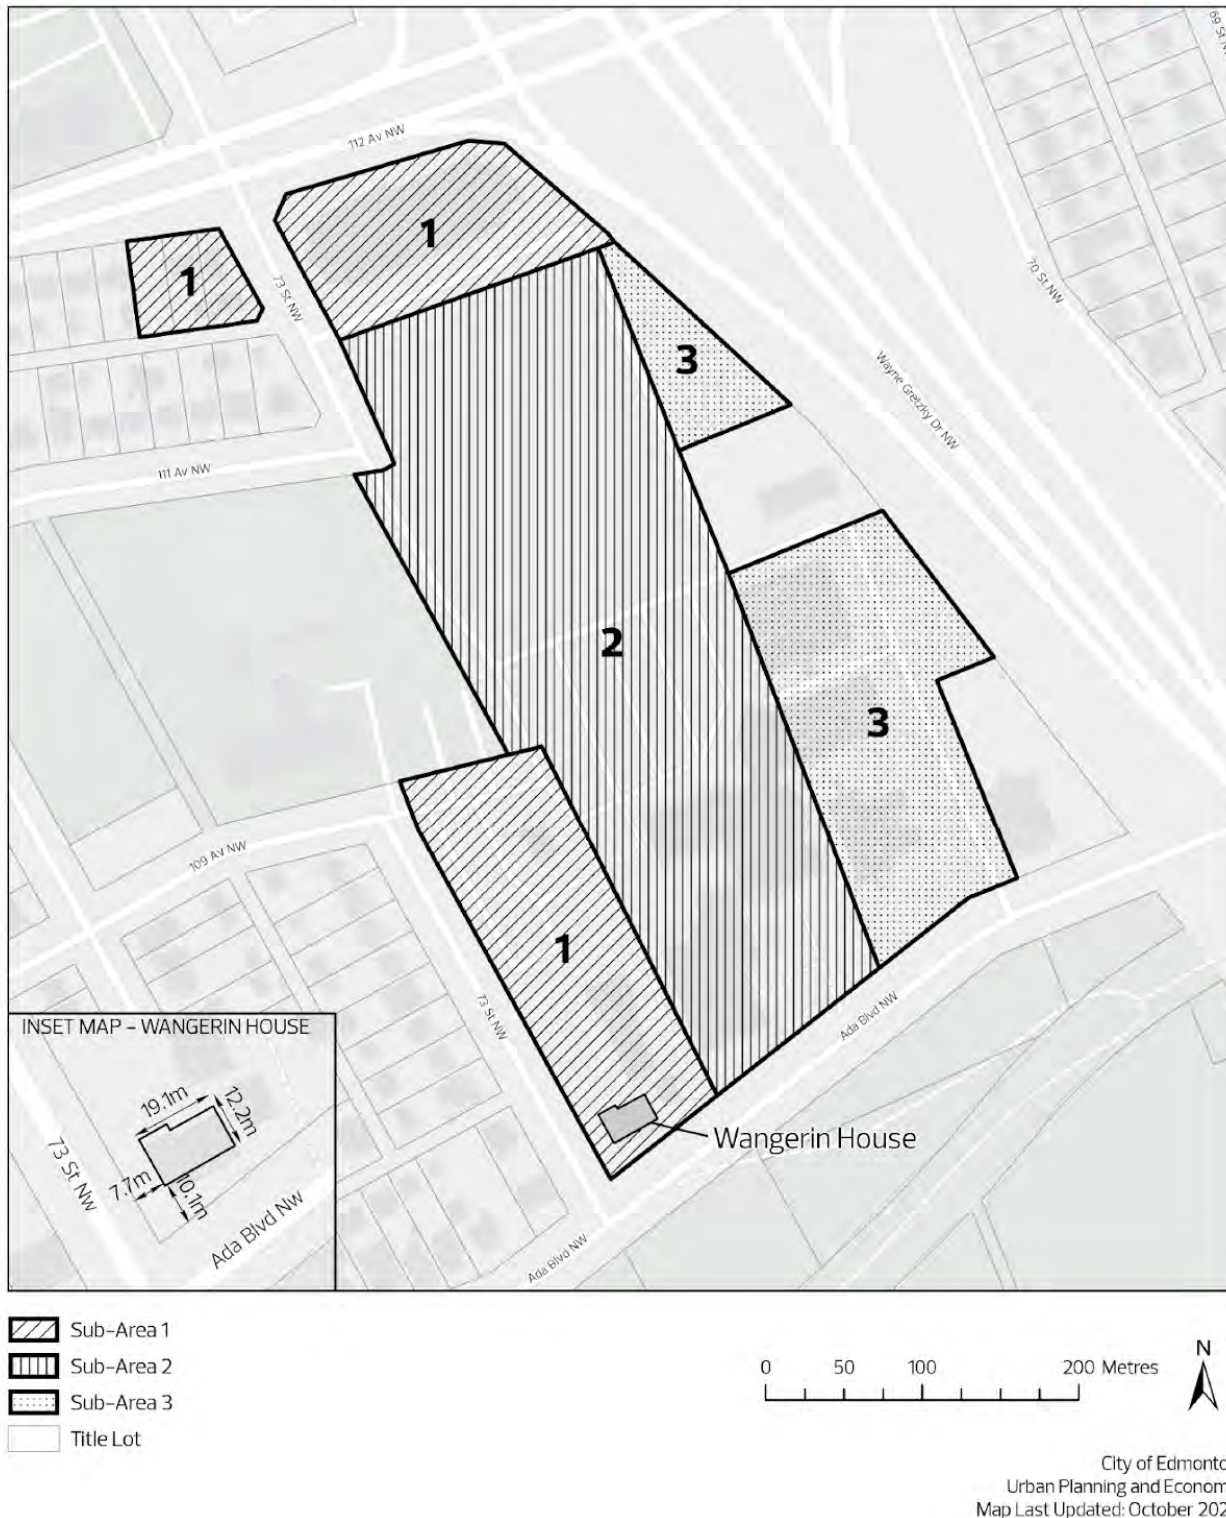 69 St N
112 Av NW
1
1
73 St NW
70 St NW
3
Wayne Gretzky Dr NW
111 Av NW
2
3
109 Av NW
1
73 St NW
Ada Blvd NW
INSET MAP - WANGERIN HOUSE
19.1m
12.2m
Wangerin House
73 St NW
7.7m
10.1m
Ada Blvd NW
Ada Blvd NW
Sub-Area 1
Sub-Area 2
Sub-Area 3
Title Lot
0 50 100 200 Metres
N
City of Edmonto
Urban Planning and Econom
Map Last Updated: October 202